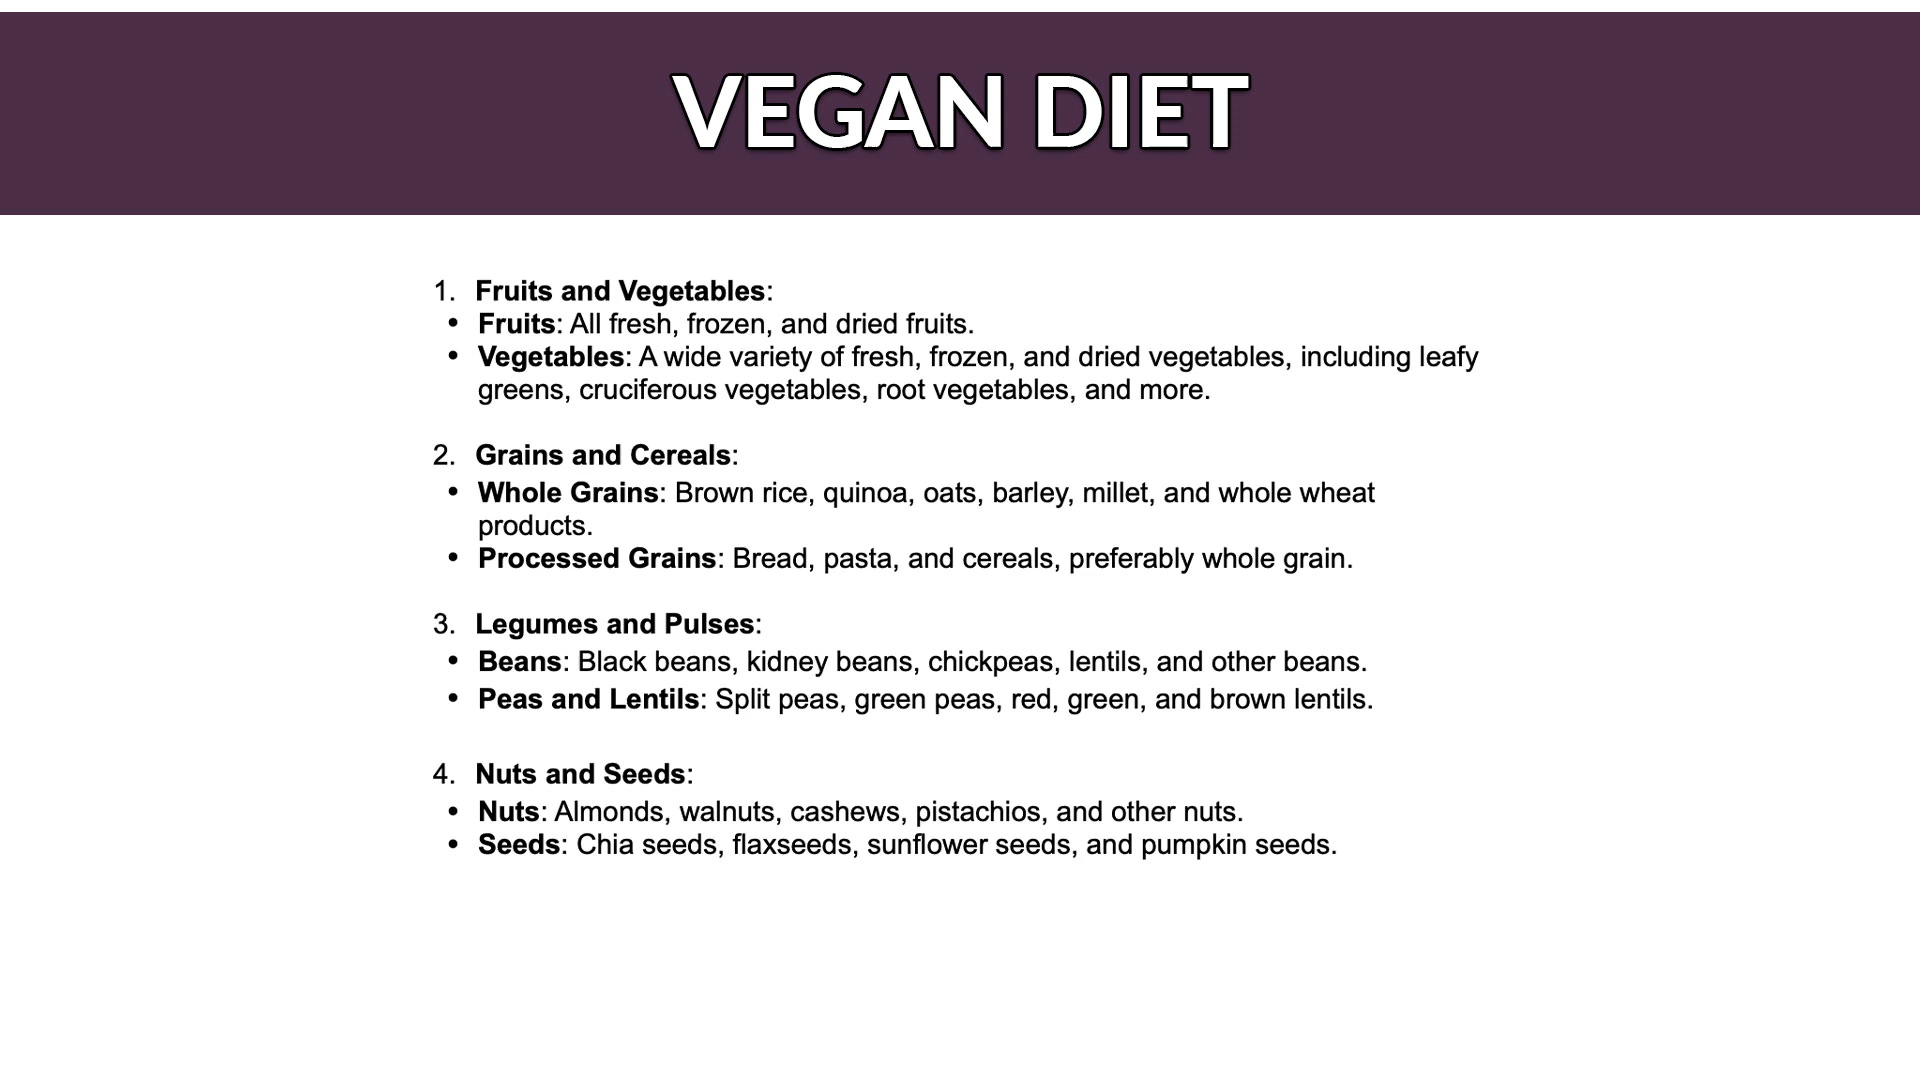 VEGAN DIET
1. Fruits and Vegetables:
• Fruits: All fresh, frozen, and dried fruits.
• Vegetables: A wide variety of fresh, frozen, and dried vegetables, including leafy
greens, cruciferous vegetables, root vegetables, and more.
2. Grains and Cereals:
• Whole Grains: Brown rice, quinoa, oats, barley, millet, and whole wheat
products.
• Processed Grains: Bread, pasta, and cereals, preferably whole grain.
3. Legumes and Pulses:
• Beans: Black beans, kidney beans, chickpeas, lentils, and other beans.
• Peas and Lentils: Split peas, green peas, red, green, and brown lentils.
4. Nuts and Seeds:
• Nuts: Almonds, walnuts, cashews, pistachios, and other nuts.
• Seeds: Chia seeds, flaxseeds, sunflower seeds, and pumpkin seeds.